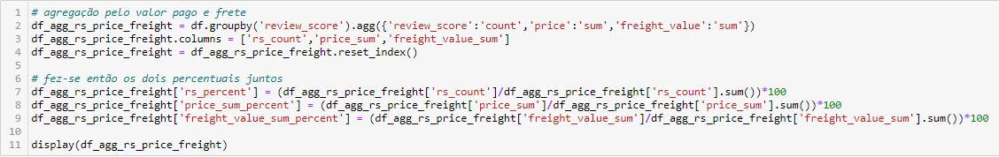 1 # agregação pelo valor pago e frete
2 df_agg_rs_price_freight = df.groupby('review_score').agg({'review_score':'count','price':'sum','freight_value':'sum'})
3 df_agg_rs_price_freight.columns = ['rs_count','price_sum','freight_value_sum']
4 df_agg_rs_price_freight = df_agg_rs_price_freight.reset_index()
5
6 # fez-se então os dois percentuais juntos
7 df_agg_rs_price_freight['rs_percent'] = (df_agg_rs_price_freight['rs_count']/df_agg_rs_price_freight['rs_count'].sum())*100
8 df_agg_rs_price_freight['price_sum_percent'] = (df_agg_rs_price_freight['price_sum']/df_agg_rs_price_freight['price_sum'].sum())*100
9 df_agg_rs_price_freight['freight_value_sum_percent'] = (df_agg_rs_price_freight['freight_value_sum']/df_agg_rs_price_freight['freight_value_sum'].sum())*100
10
11 display(df_agg_rs_price_freight)